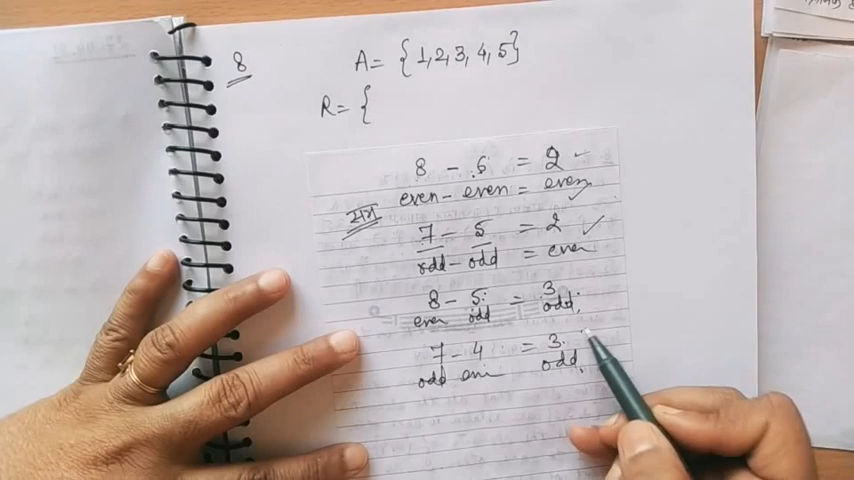 8
A = {1,2,3,4,5}
R = {
8 - 6 = 2 ✓
even - even = even ✓
सम
7 - 5 = 2 ✓
odd - odd = even
8 - 5 = 3.
even odd odd.
7 - 4 = 3.
odd odd.